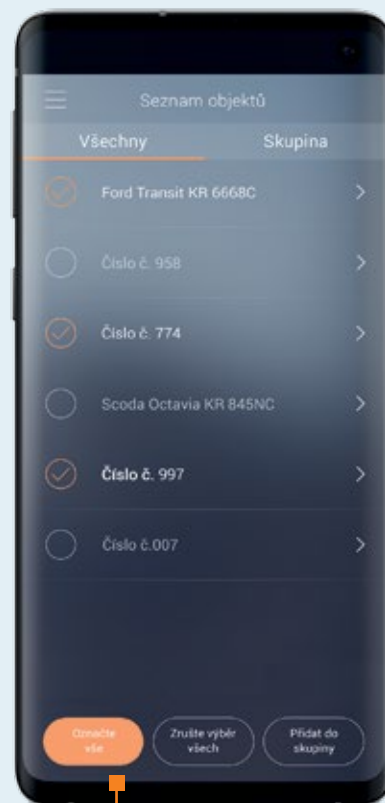 Seznam objektů
Všechny Skupina
Ford Transit KR 6668C
Číslo č. 958
Číslo č. 774
Scoda Octavia KR 845NC
Číslo č. 997
Číslo č.007
Označte
vše
Zrušte výběr
všech
Přidat do
skupiny